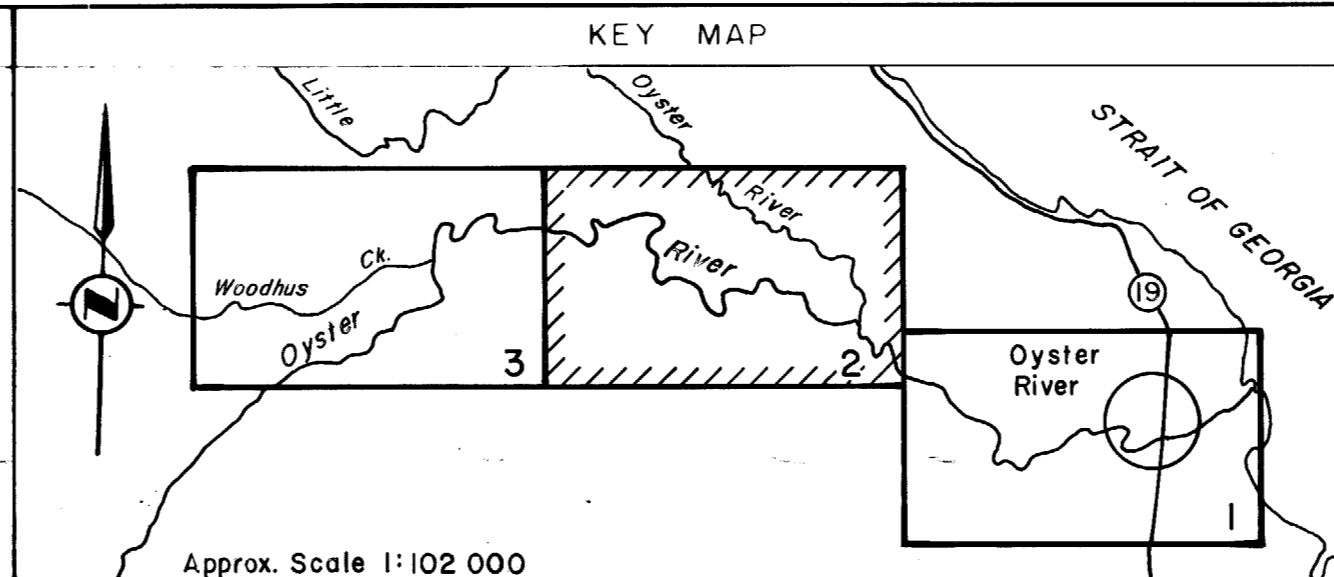 KEY MAP
Little
Oyster
River
STRAIT OF GEORGIA
Woodhus Ck.
River
Oyster
19
N
3
2
Oyster
River
1
Approx. Scale 1:102 000